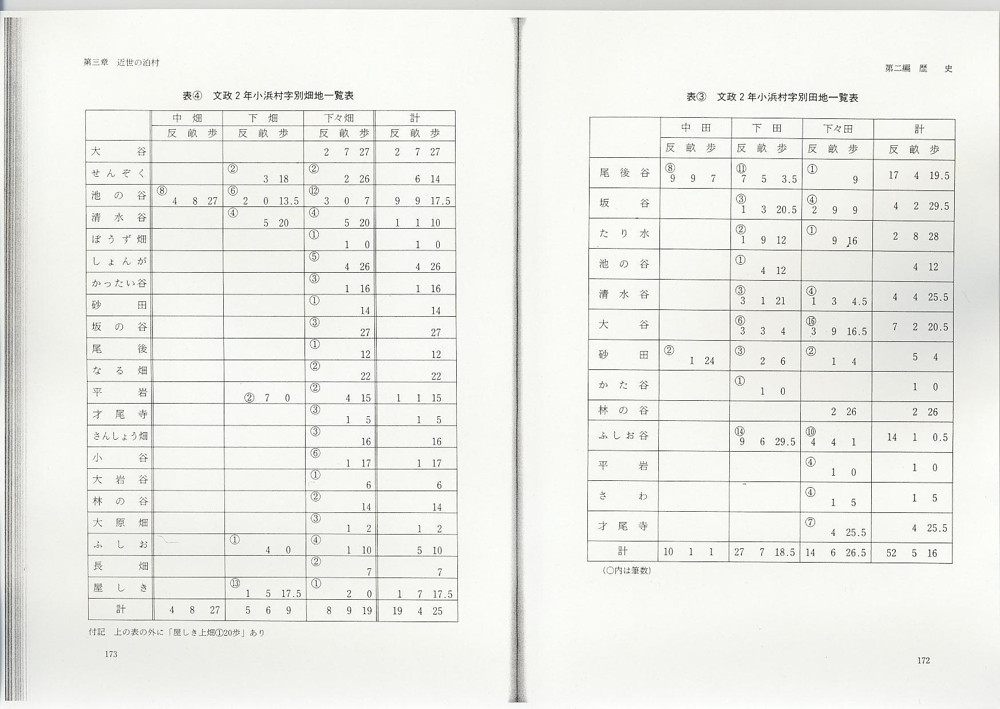 第二編 歴 史
表③ 文政2年小浜村字別田地一覧表
中田 下田 下々田 計
反 畝 歩 反 畝 歩 反 畝 歩 反 畝 歩
尾後谷 ⑧ 9 9 7 ⑪ 7 5 3.5 ① 9 17 4 19.5
坂谷 ③ 1 3 20.5 ④ 2 9 9 4 2 29.5
たり水 ② 1 9 12 ① 9 16 2 8 28
池の谷 ① 4 12 4 12
清水谷 ③ 3 1 21 ④ 1 3 4.5 4 4 25.5
大谷 ⑥ 3 3 4 ⑯ 3 9 16.5 7 2 20.5
砂田 ② 1 24 ③ 2 6 ② 1 4 5 4
かた谷 ① 1 0 1 0
林の谷 2 26 2 26
ふしお谷 ⑭ 9 6 29.5 ⑩ 4 4 1 14 1 0.5
平岩 ④ 1 0 1 0
さわ ④ 1 5 1 5
才尾寺 ⑦ 4 25.5 4 25.5
計 10 1 1 27 7 18.5 14 6 26.5 52 5 16
(○内は筆数)
172
第三章 近世の泊村
表④ 文政2年小浜村字別畑地一覧表
中畑 下畑 下々畑 計
反 畝 歩 反 畝 歩 反 畝 歩 反 畝 歩
大谷 2 7 27 2 7 27
せんぞく ② 3 18 ② 2 26 6 14
池の谷 ⑧ 4 8 27 ⑥ 2 0 13.5 ⑫ 3 0 7 9 9 17.5
清水谷 ④ 5 20 ④ 5 20 1 1 10
ぼうず畑 ① 1 0 1 0
しょんが ⑤ 4 26 4 26
かったい谷 ③ 1 16 1 16
砂田 ① 14 14
坂の谷 ③ 27 27
尾後 ① 12 12
なる畑 ② 22 22
平岩 ② 7 0 ② 4 15 1 1 15
才尾寺 ③ 1 5 1 5
さんしょう畑 ③ 16 16
小谷 ⑥ 1 17 1 17
大岩谷 ① 6 6
林の谷 ② 14 14
大原畑 ③ 1 2 1 2
ふしお ① 4 0 ④ 1 10 5 10
長畑 ② 7 7
屋しき ⑬ 1 5 17.5 ① 2 0 1 7 17.5
計 4 8 27 5 6 9 8 9 19 19 4 25
付記 上の表の外に「屋しき上畑①20歩」あり
173